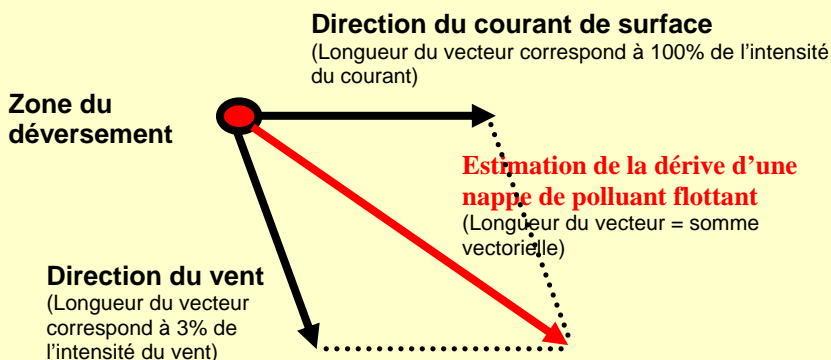 Direction du courant de surface
(Longueur du vecteur correspond à 100% de l'intensité
du courant)
Zone du
déversement
Estimation de la dérive d'une
nappe de polluant flottant
(Longueur du vecteur = somme
vectorielle)
Direction du vent
(Longueur du vecteur
correspond à 3% de
l'intensité du vent)